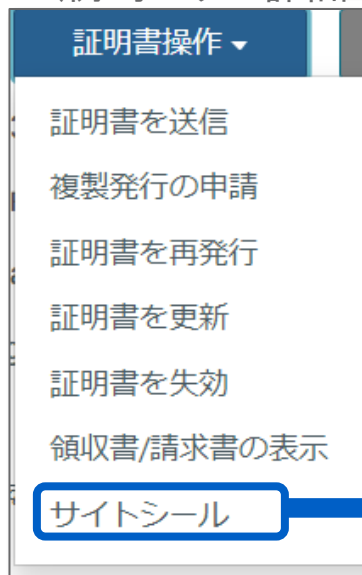 証明書操作
証明書を送信
複製発行の申請
証明書を再発行
証明書を更新
証明書を失効
領収書/請求書の表示
サイトシール